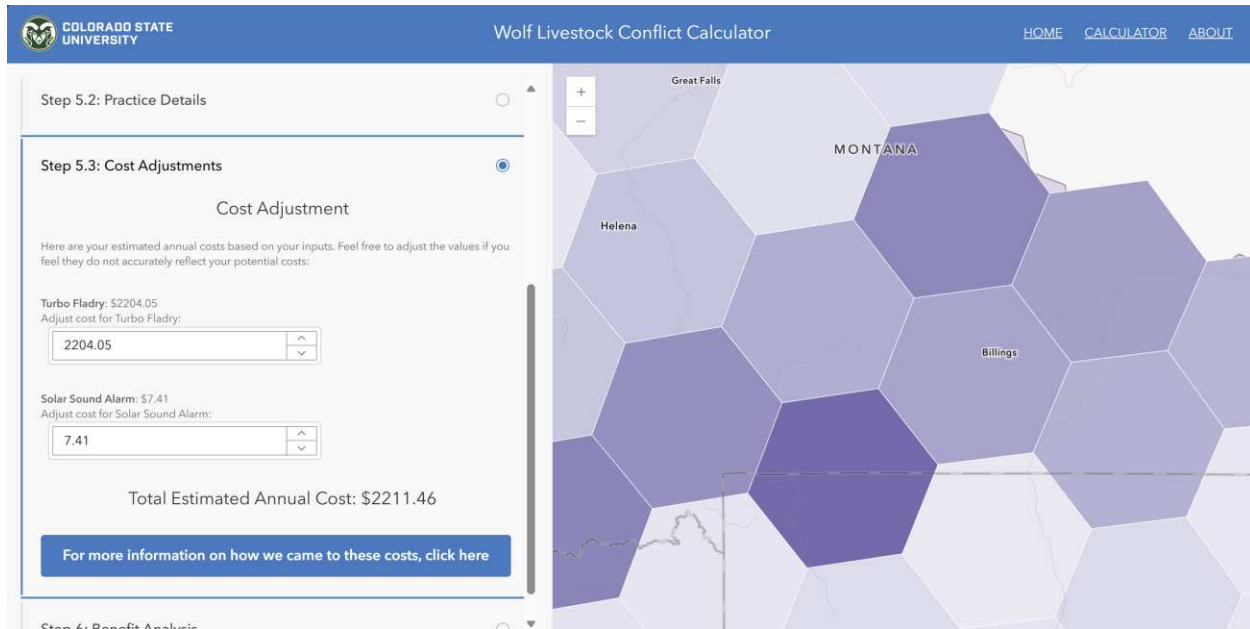 COLORADO STATE
UNIVERSITY
Wolf Livestock Conflict Calculator
HOME
CALCULATOR
ABOUT
Step 5.2: Practice Details
Step 5.3: Cost Adjustments
Cost Adjustment
Here are your estimated annual costs based on your inputs. Feel free to adjust the values if you
feel they do not accurately reflect your potential costs:
Turbo Fladry: $2204.05
Adjust cost for Turbo Fladry:
2204.05
Solar Sound Alarm: $7.41
Adjust cost for Solar Sound Alarm:
7.41
Total Estimated Annual Cost: $2211.46
For more information on how we came to these costs, click here
Step 6: Benefit Analysis
+
−
Great Falls
MONTANA
Helena
Billings